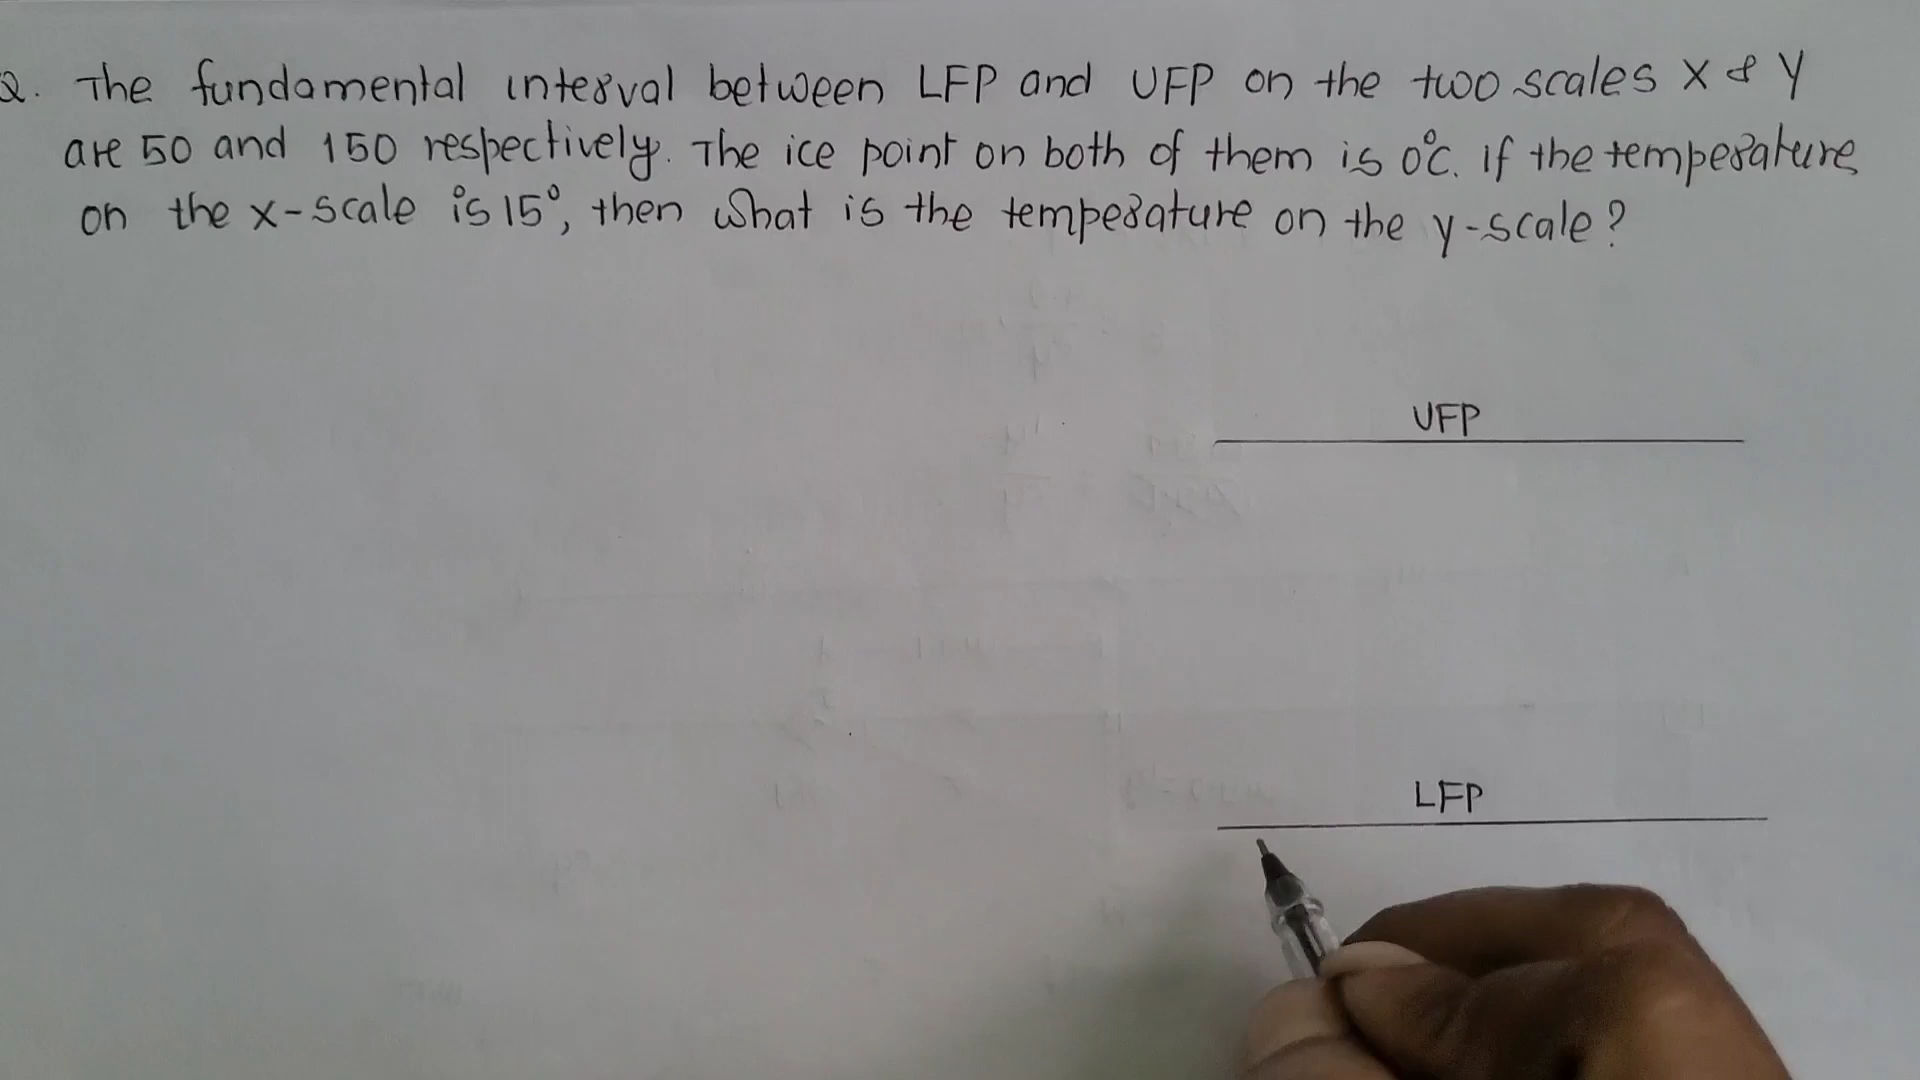 Q. The fundamental interval between LFP and UFP on the two scales X & Y
are 50 and 150 respectively. The ice point on both of them is 0°C. If the temperature
on the x-scale is 15°, then what is the temperature on the y-scale?
UFP
LFP